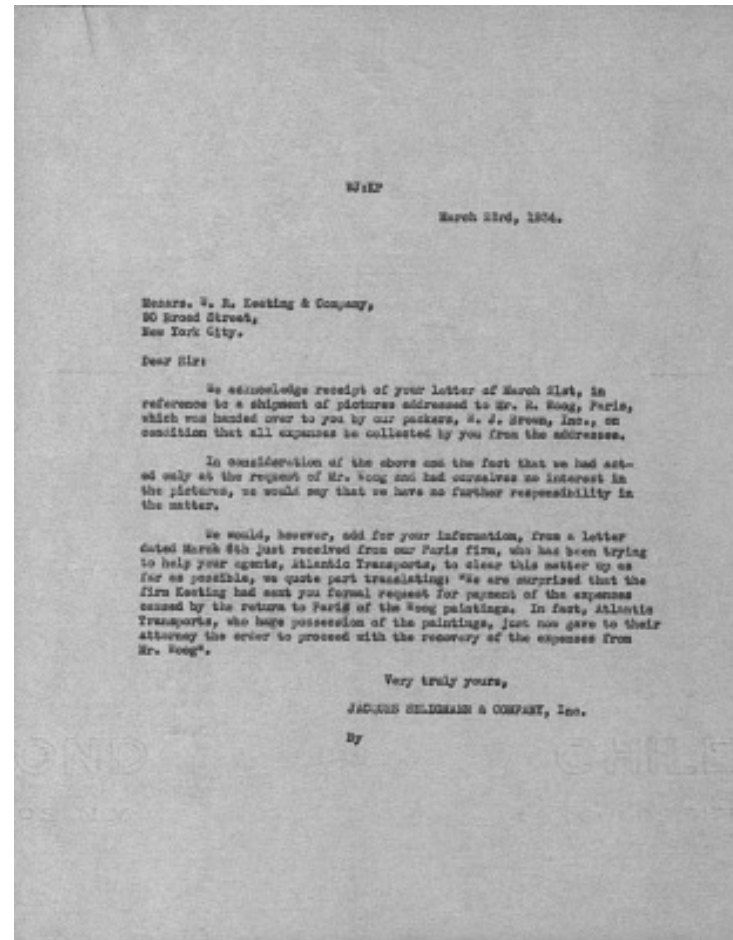 March 23rd, 1934.
Messrs. W. R. Keating & Company,
90 Broad Street,
New York City.
Dear Sir:
We acknowledge receipt of your letter of March 21st, in
reference to a shipment of pictures addressed to Mr. K. Woog, Paris,
which was handed over to you by our packers, W. J. Brown, Inc., on
condition that all expenses be collected by you from the addressee.
In consideration of the above and the fact that we had act-
ed only at the request of Mr. Woog and had ourselves no interest in
the pictures, we would say that we have no further responsibility in
the matter.
We would, however, add for your information, from a letter
dated March 6th just received from our Paris firm, who has been trying
to help your agents, Atlantic Transports, to clear this matter up as
far as possible, we quote part translating: "We are surprised that the
firm Keating had sent you formal request for payment of the expenses
caused by the return to Paris of the Woog paintings. In fact, Atlantic
Transports, who have possession of the paintings, just now gave to their
attorney the order to proceed with the recovery of the expenses from
Mr. Woog".
Very truly yours,
JACQUES SELIGMANN & COMPANY, Inc.
By